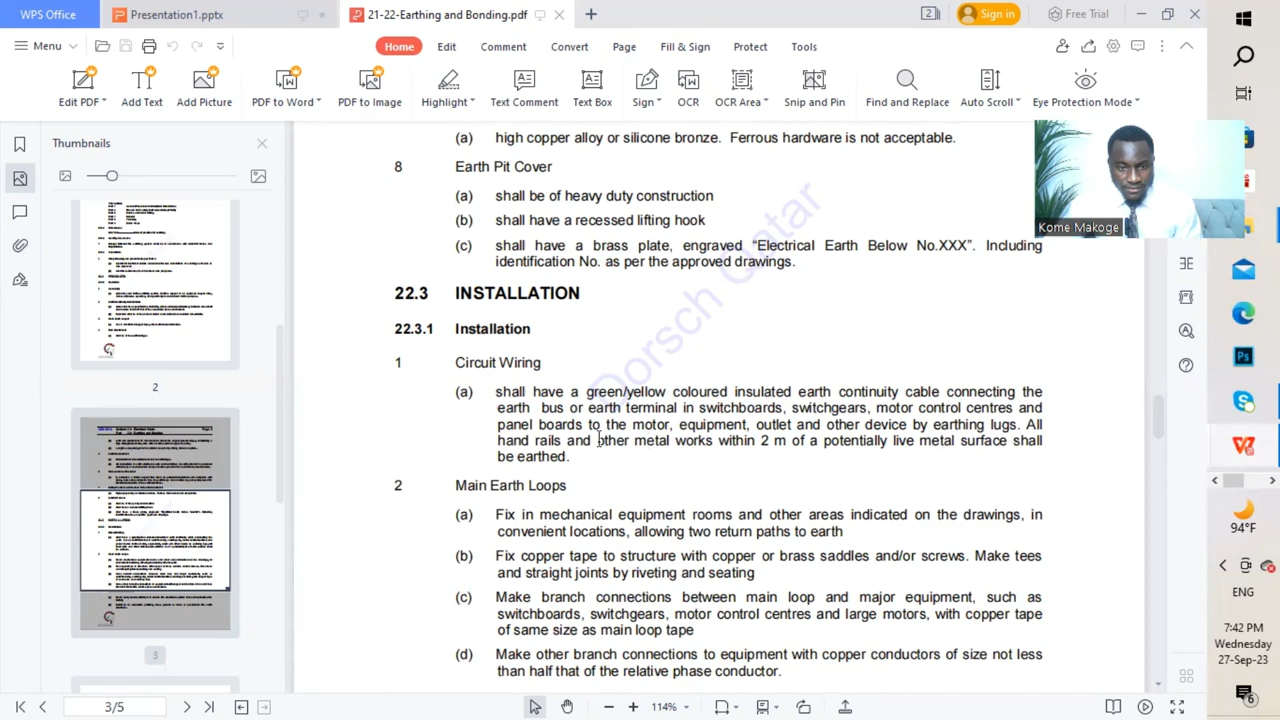 WPS Office
Presentation1.pptx
21-22-Earthing and Bonding.pdf
Sign in
Free Trial
Menu
Home
Edit
Comment
Convert
Page
Fill & Sign
Protect
Tools
Edit PDF
Add Text
Add Picture
PDF to Word
PDF to Image
Highlight
Text Comment
Text Box
Sign
OCR
OCR Area
Snip and Pin
Find and Replace
Auto Scroll
Eye Protection Mode
Thumbnails
2
3
(a) high copper alloy or silicone bronze. Ferrous hardware is not acceptable.
8 Earth Pit Cover
(a) shall be of heavy duty construction
(b) shall have a recessed lifting hook
(c) shall have a brass plate, engraved “Electrical Earth Below No.XXX”. Including
identification No. as per the approved drawings.
22.3 INSTALLATION
22.3.1 Installation
1 Circuit Wiring
(a) shall have a green/yellow coloured insulated earth continuity cable connecting the
earth bus or earth terminal in switchboards, switchgears, motor control centres and
panel boards to the motor, equipment, outlet and other device by earthing lugs. All
hand rails and other metal works within 2 m of a potentially live metal surface shall
be earthed.
2 Main Earth Loops
(a) Fix in mechanical equipment rooms and other areas indicated on the drawings, in
convenient locations, allowing two return paths to earth
(b) Fix copper tape to structure with copper or brass saddles and/or screws. Make tees
and straight joints by riveting and seating
(c) Make branch connections between main loop and major equipment, such as
switchboards, switchgears, motor control centres and large motors, with copper tape
of same size as main loop tape
(d) Make other branch connections to equipment with copper conductors of size not less
than half that of the relative phase conductor.
Dorsch Qatar
Kome Makoge
94°F
ENG
7:42 PM
Wednesday
27-Sep-23
6
3/5
114%